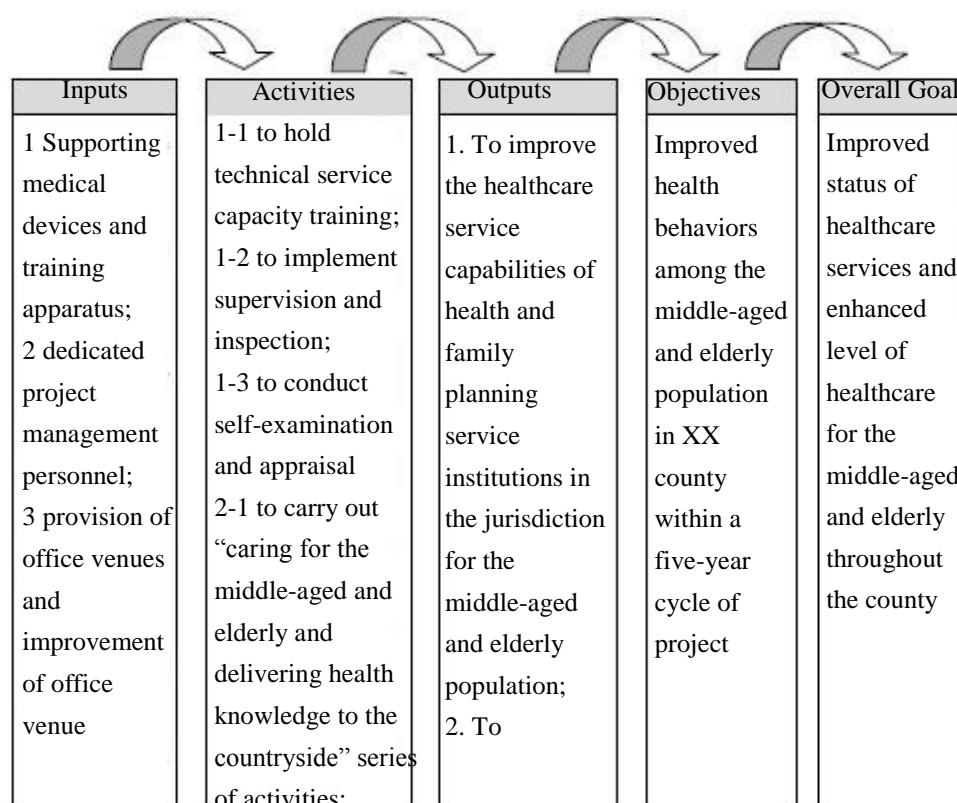 Inputs
1 Supporting
medical
devices and
training
apparatus;
2 dedicated
project
management
personnel;
3 provision of
office venues
and
improvement
of office
venue
Activities
1-1 to hold
technical service
capacity training;
1-2 to implement
supervision and
inspection;
1-3 to conduct
self-examination
and appraisal
2-1 to carry out
“caring for the
middle-aged and
elderly and
delivering health
knowledge to the
countryside” series
of activities;
Outputs
1. To improve
the healthcare
service
capabilities of
health and
family
planning
service
institutions in
the jurisdiction
for the
middle-aged
and elderly
population;
2. To
Objectives
Improved
health
behaviors
among the
middle-aged
and elderly
population
in XX
county
within a
five-year
cycle of
project
Overall Goal
Improved
status of
healthcare
services and
enhanced
level of
healthcare
for the
middle-aged
and elderly
throughout
the county